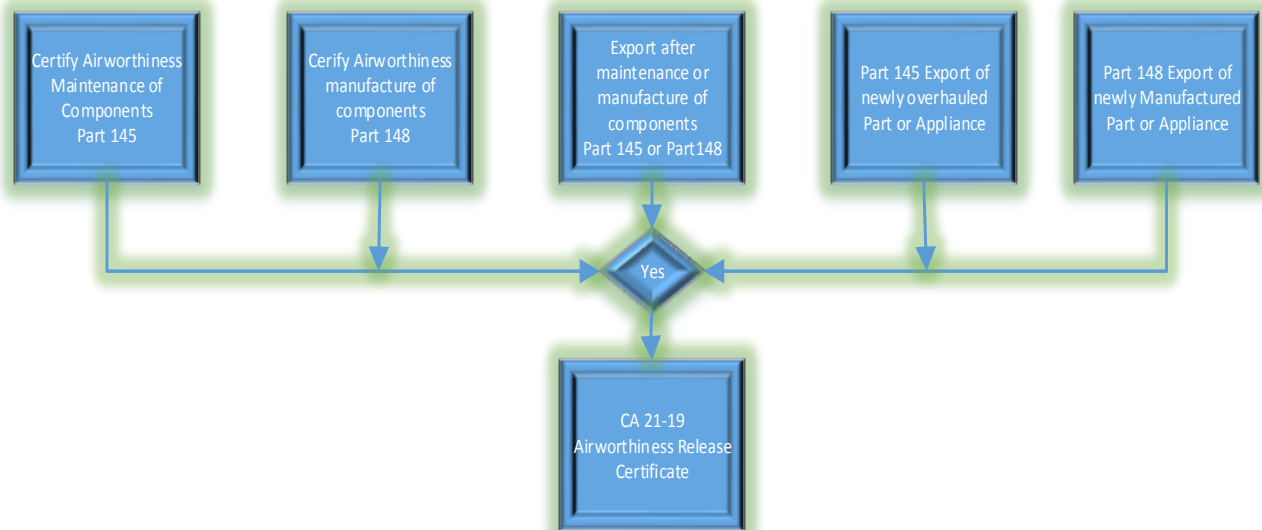 Certify Airworthiness
Maintenance of
Components
Part 145
Cerify Airworthiness
manufacture of
components
Part 148
Export after
maintenance or
manufacture of
components
Part 145 or Part148
Part 145 Export of
newly overhauled
Part or Appliance
Part 148 Export of
newly Manufactured
Part or Appliance
Yes
CA 21-19
Airworthiness Release
Certificate